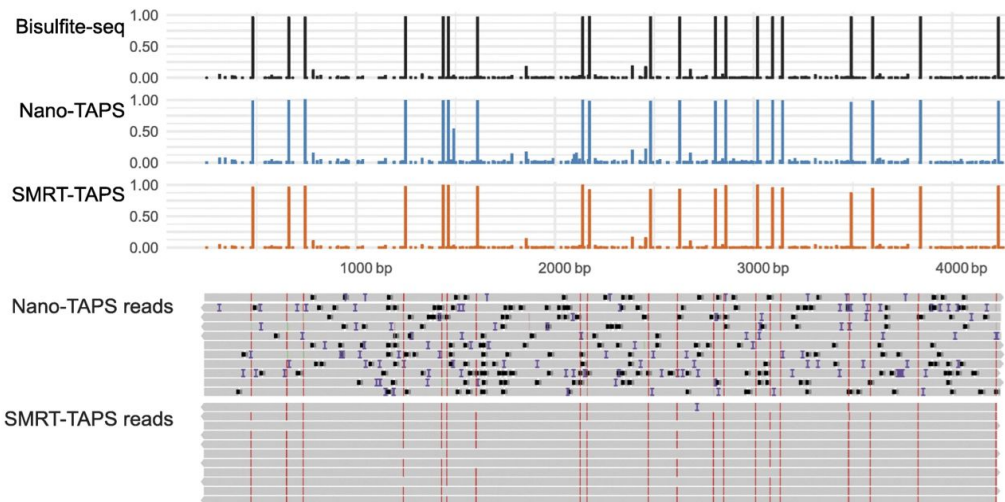 Bisulfite-seq
1.00
0.50
0.00
Nano-TAPS
1.00
0.50
0.00
SMRT-TAPS
1.00
0.50
0.00
1000 bp 2000 bp 3000 bp 4000 bp
Nano-TAPS reads
SMRT-TAPS reads